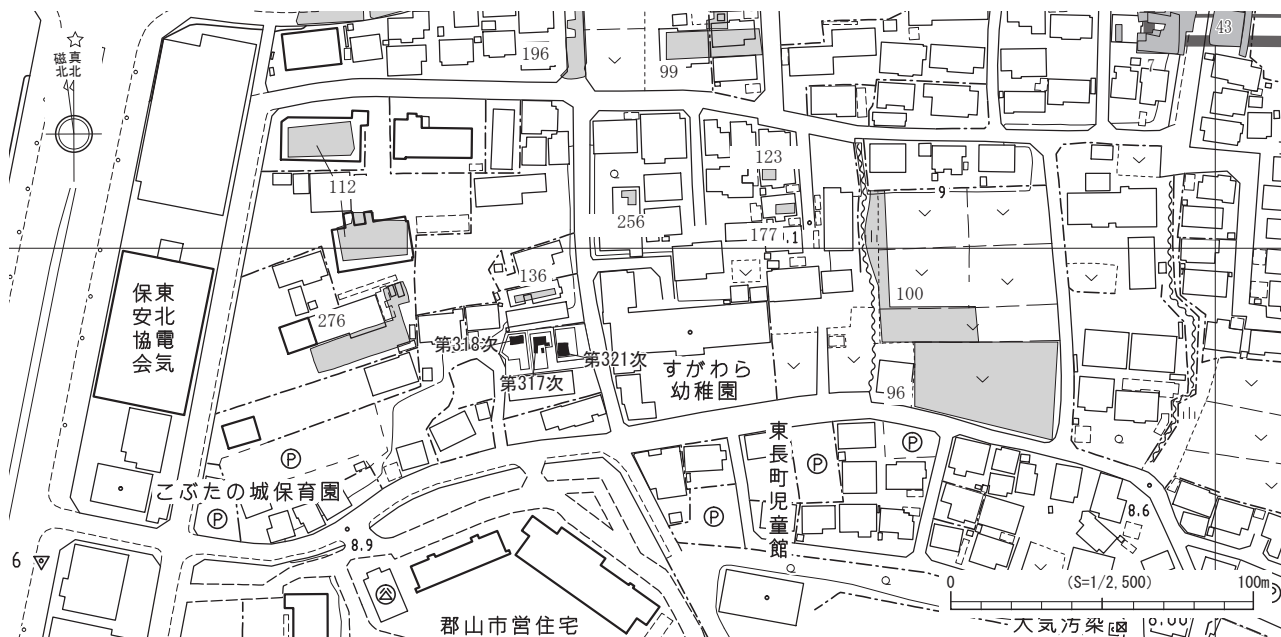 真北
磁北
196
99
7
43
112
123
256
177
.1
9
136
276
100
96
東北電気
保安協会
第318次
第317次
第321次
すがわら
幼稚園
こぶたの城保育園
東長町児童館
P
P
P
P
P
8.9
8.6
6
郡山市営住宅
0
(S=1/2,500)
100m